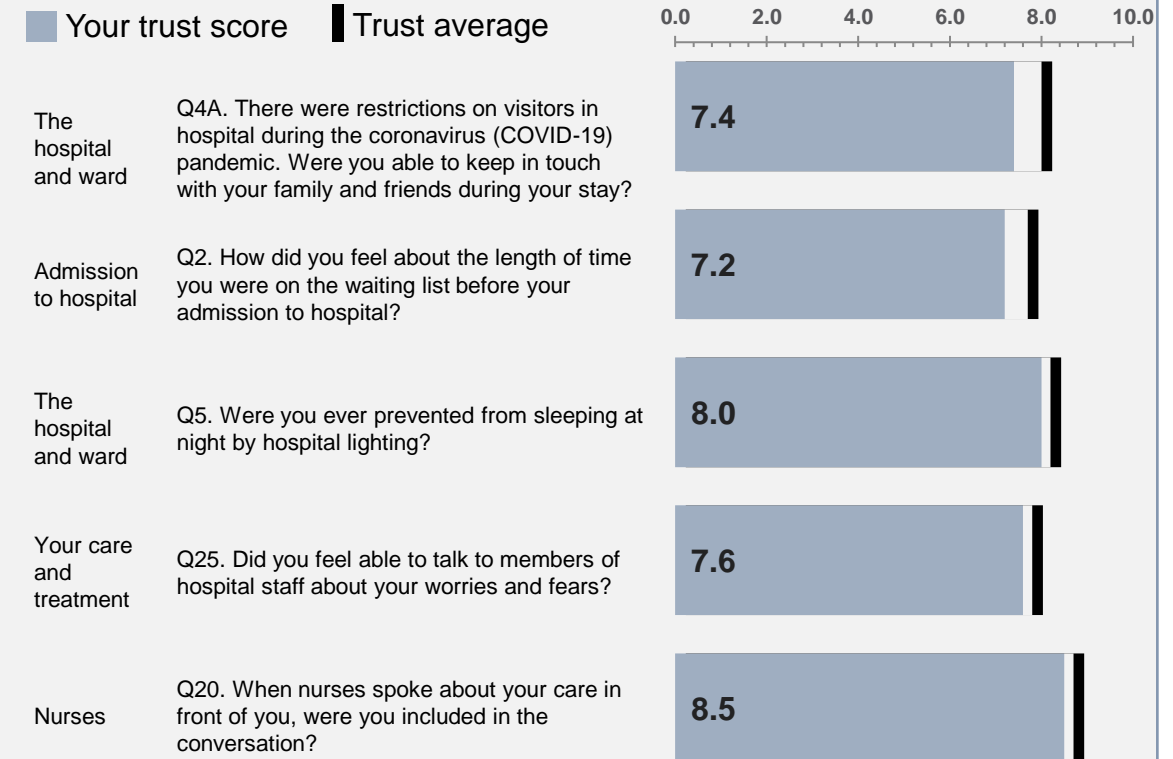 Your trust score Trust average
0.0 2.0 4.0 6.0 8.0 10.0
The
hospital
and ward
Q4A. There were restrictions on visitors in
hospital during the coronavirus (COVID-19)
pandemic. Were you able to keep in touch
with your family and friends during your stay?
7.4
Admission
to hospital
Q2. How did you feel about the length of time
you were on the waiting list before your
admission to hospital?
7.2
The
hospital
and ward
Q5. Were you ever prevented from sleeping at
night by hospital lighting?
8.0
Your care
and
treatment
Q25. Did you feel able to talk to members of
hospital staff about your worries and fears?
7.6
Nurses
Q20. When nurses spoke about your care in
front of you, were you included in the
conversation?
8.5